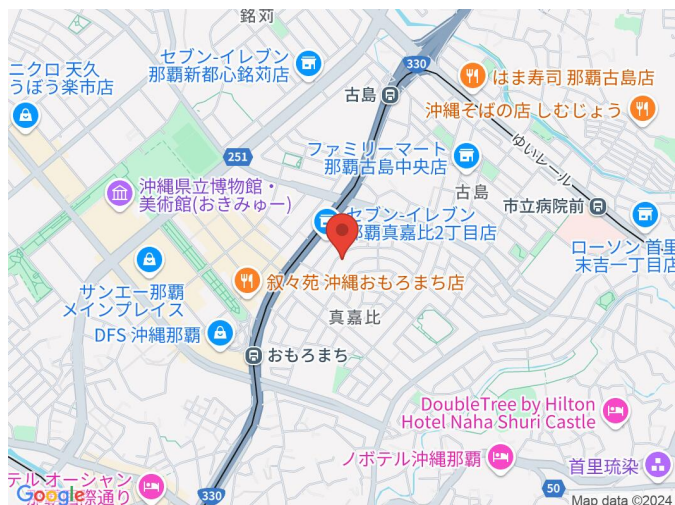 銘苅
セブン-イレブン
那覇新都心銘苅店
330
はま寿司 那覇古島店
ニクロ 天久
うぼう楽市店
古島
沖縄そばの店 しむじょう
ファミリーマート
那覇古島中央店
251
ゆいレール
古島
沖縄県立博物館・
美術館(おきみゅー)
市立病院前
セブン-イレブン
那覇真嘉比2丁目店
ローソン 首里
末吉一丁目店
サンエー那覇
メインプレイス
叙々苑 沖縄おもろまち店
真嘉比
DFS 沖縄那覇
おもろまち
DoubleTree by Hilton
Hotel Naha Shuri Castle
ノボテル沖縄那覇
首里琉染
テル オーシャン
国際通り
330
50
Google
Map data ©2024